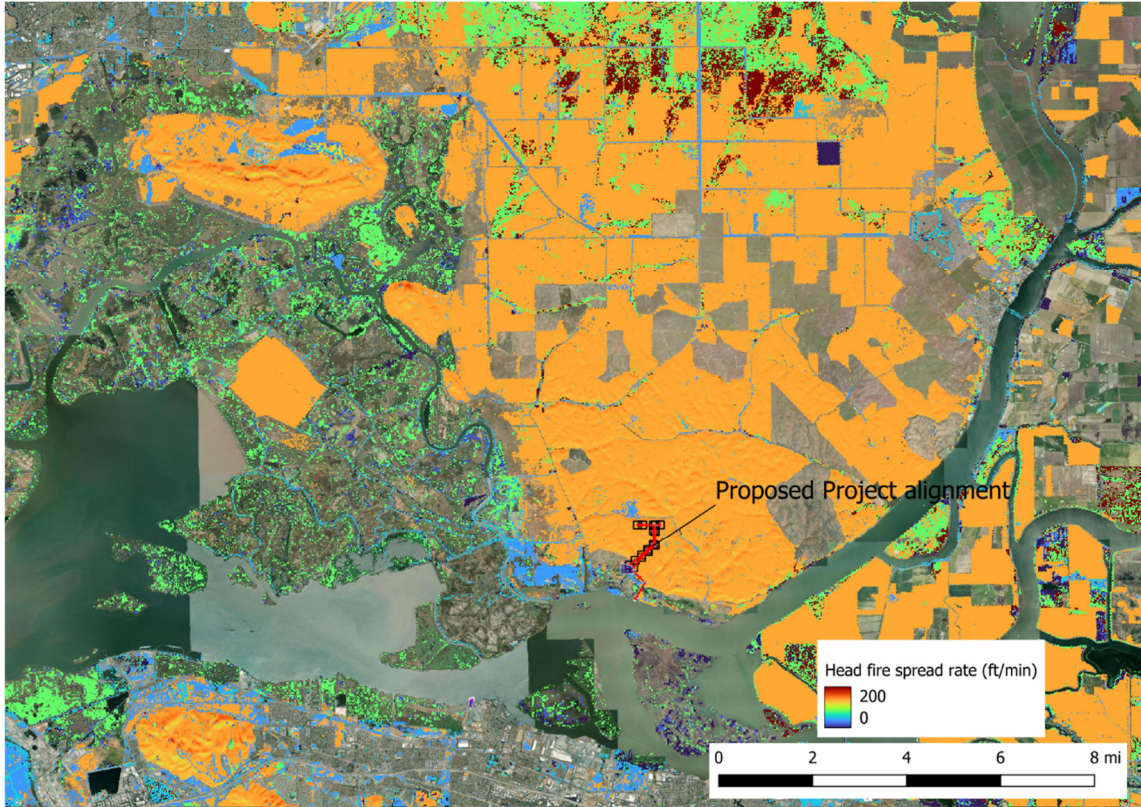 Proposed Project alignment
Head fire spread rate (ft/min)
200
0
0 2 4 6 8 mi